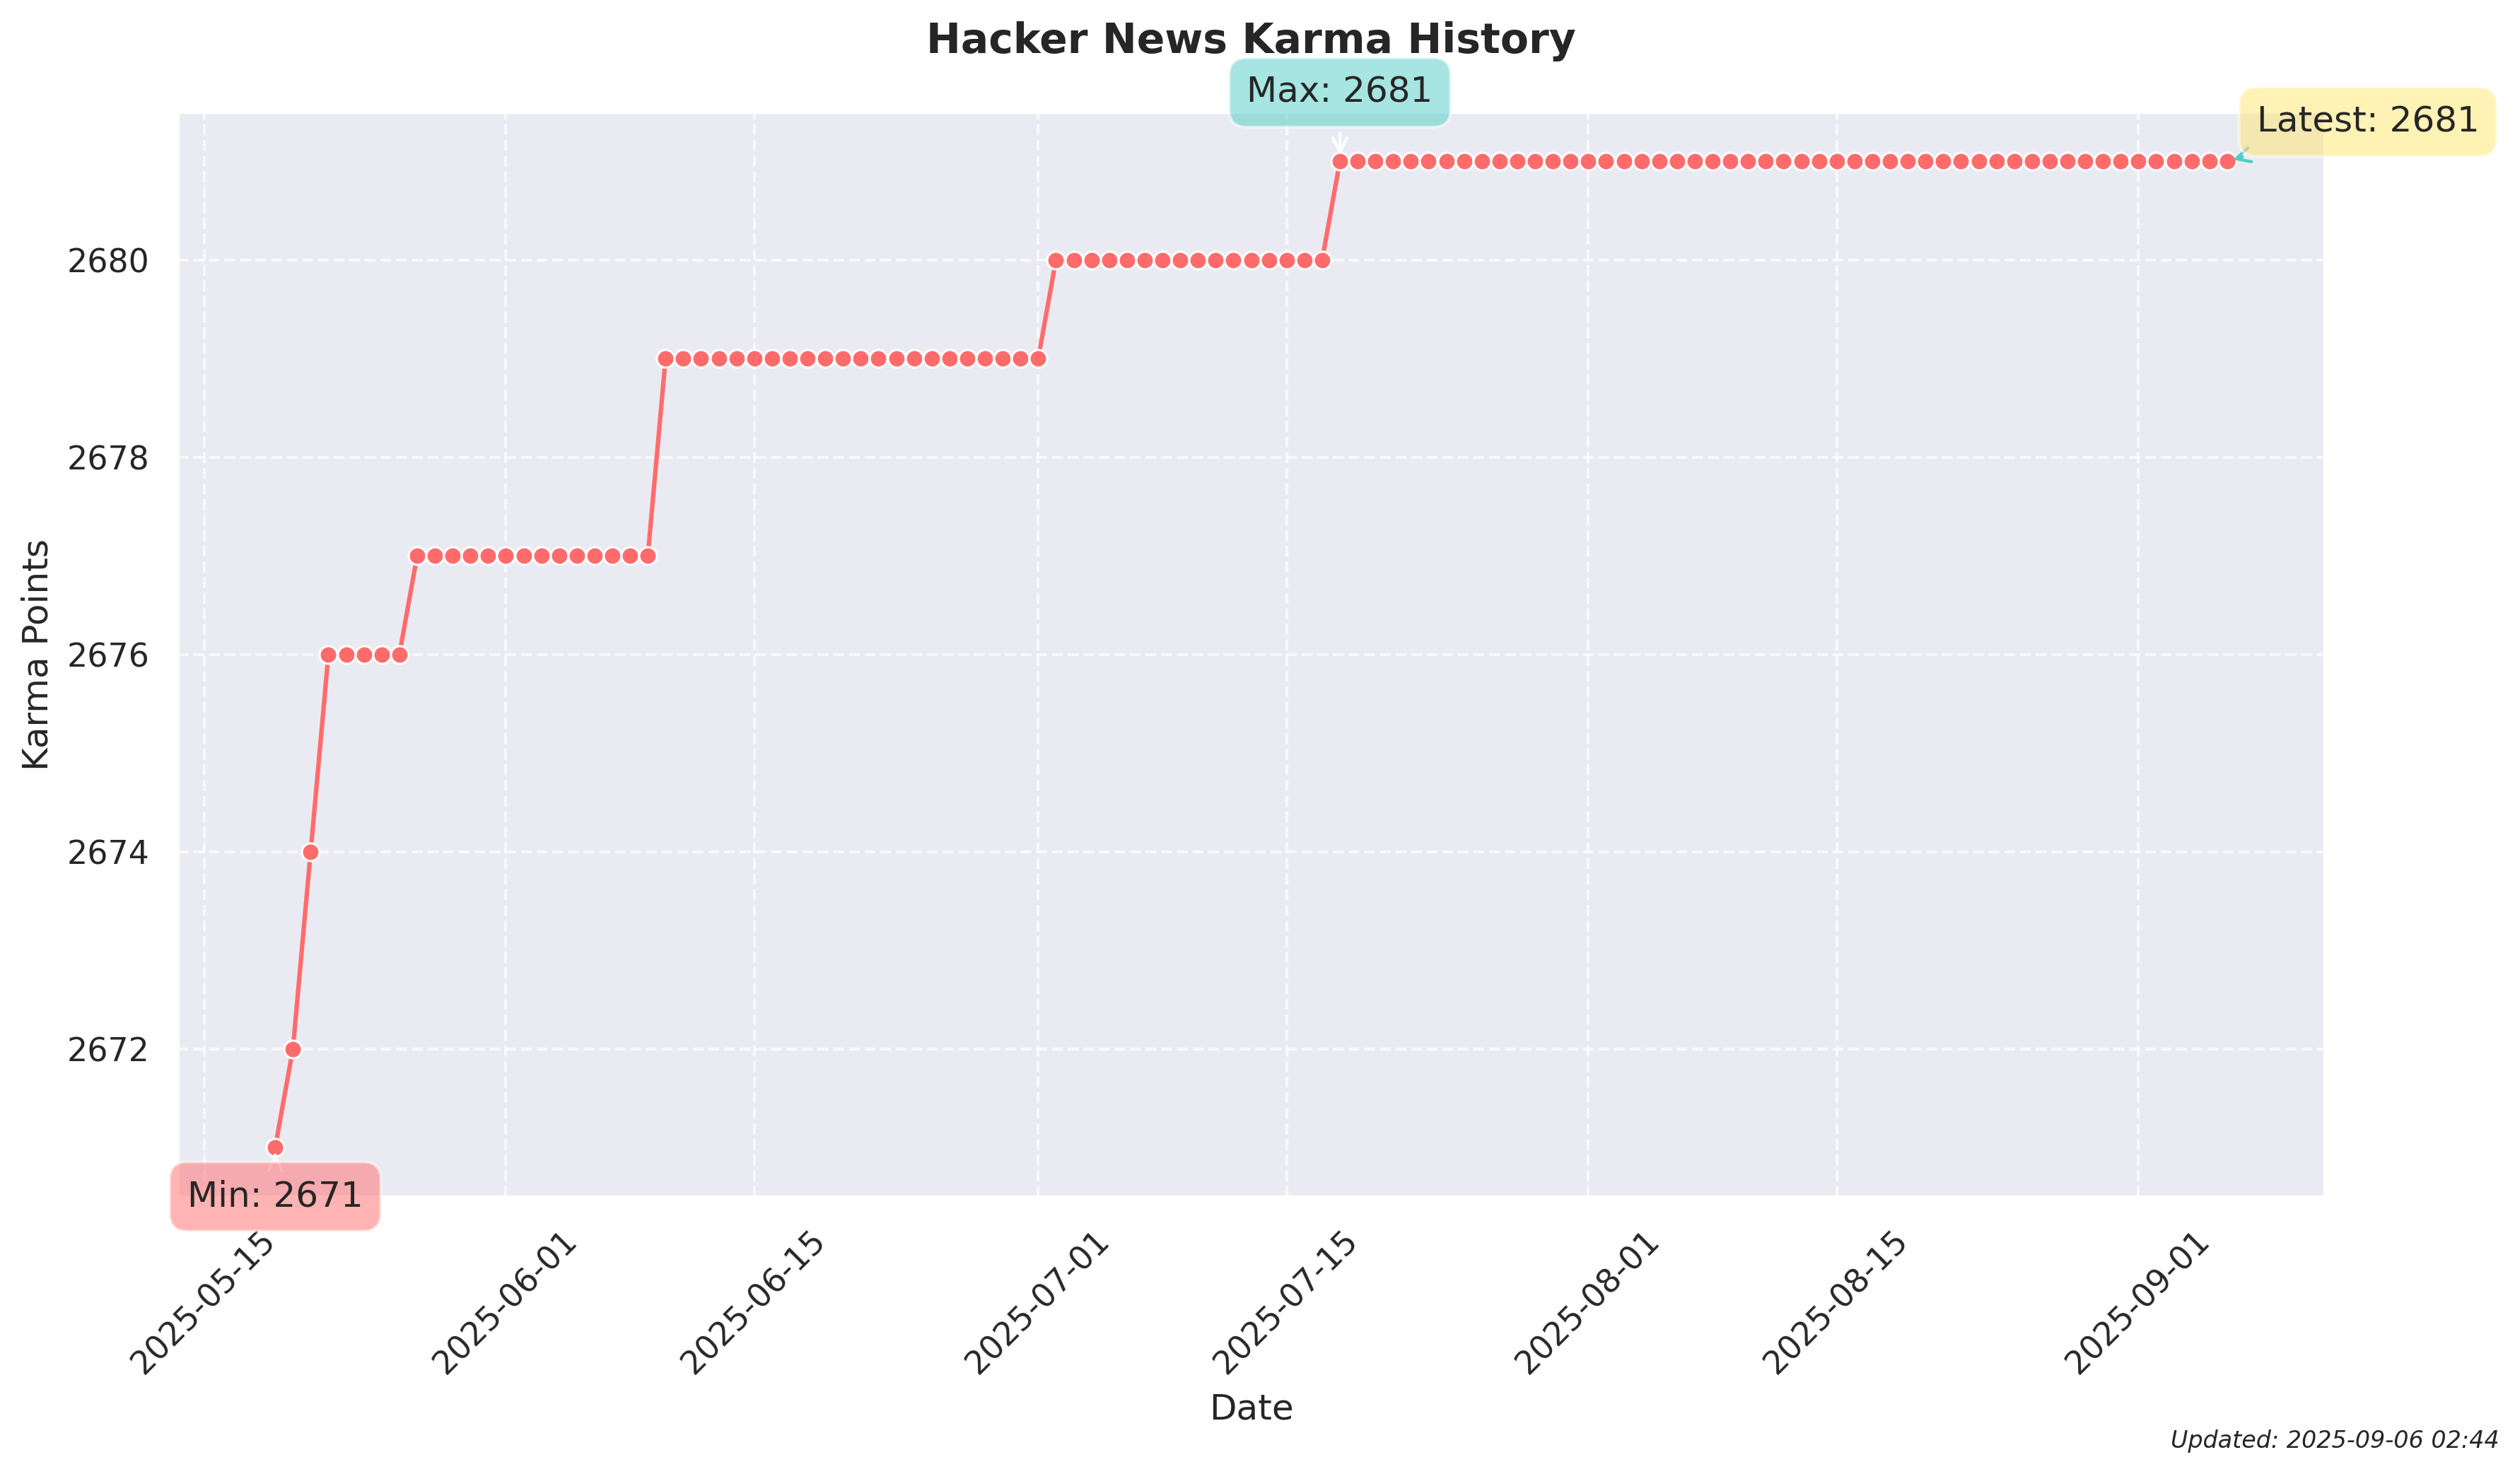 Hacker News Karma History
Max: 2681
Latest: 2681
2680
2678
2676
2674
2672
Karma Points
Min: 2671
2025-05-15
2025-06-01
2025-06-15
2025-07-01
2025-07-15
2025-08-01
2025-08-15
2025-09-01
Date
Updated: 2025-09-06 02:44